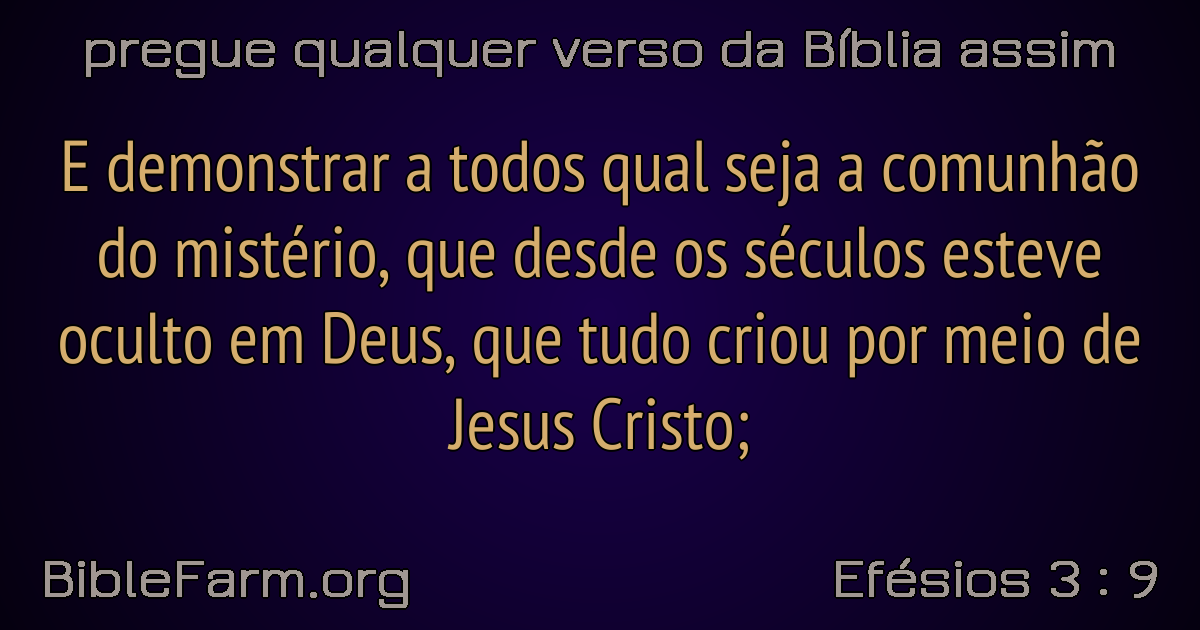 pregue qualquer verso da Bíblia assim
E demonstrar a todos qual seja a comunhão
do mistério, que desde os séculos esteve
oculto em Deus, que tudo criou por meio de
Jesus Cristo;
BibleFarm.org
Efésios 3 : 9